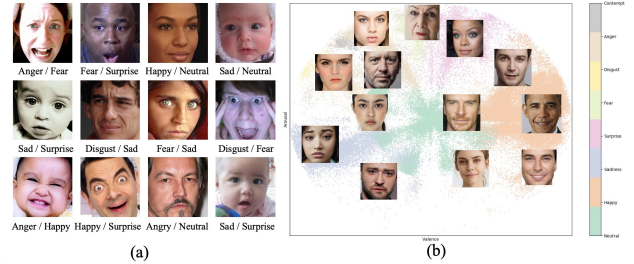 Anger / Fear
Fear / Surprise
Happy / Neutral
Sad / Neutral
Sad / Surprise
Disgust / Sad
Fear / Sad
Disgust / Fear
Anger / Happy
Happy / Surprise
Angry / Neutral
Sad / Surprise
(a)
Arousal
Valence
(b)
Contempt
Anger
Disgust
Fear
Surprise
Sadness
Happy
Neutral